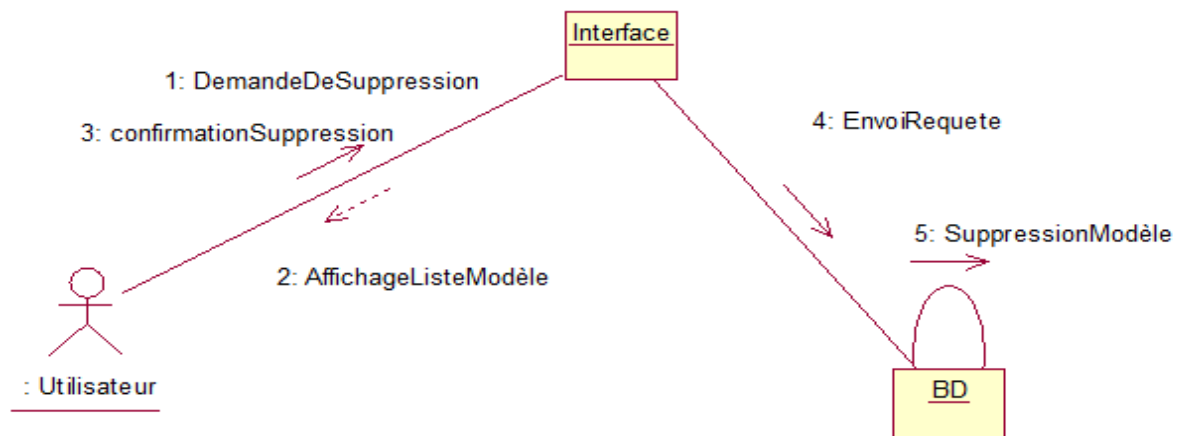 Interface
1: DemandeDeSuppression
3: confirmationSuppression
4: EnvoiRequete
5: SuppressionModèle
2: AffichageListeModèle
: Utilisateur
BD